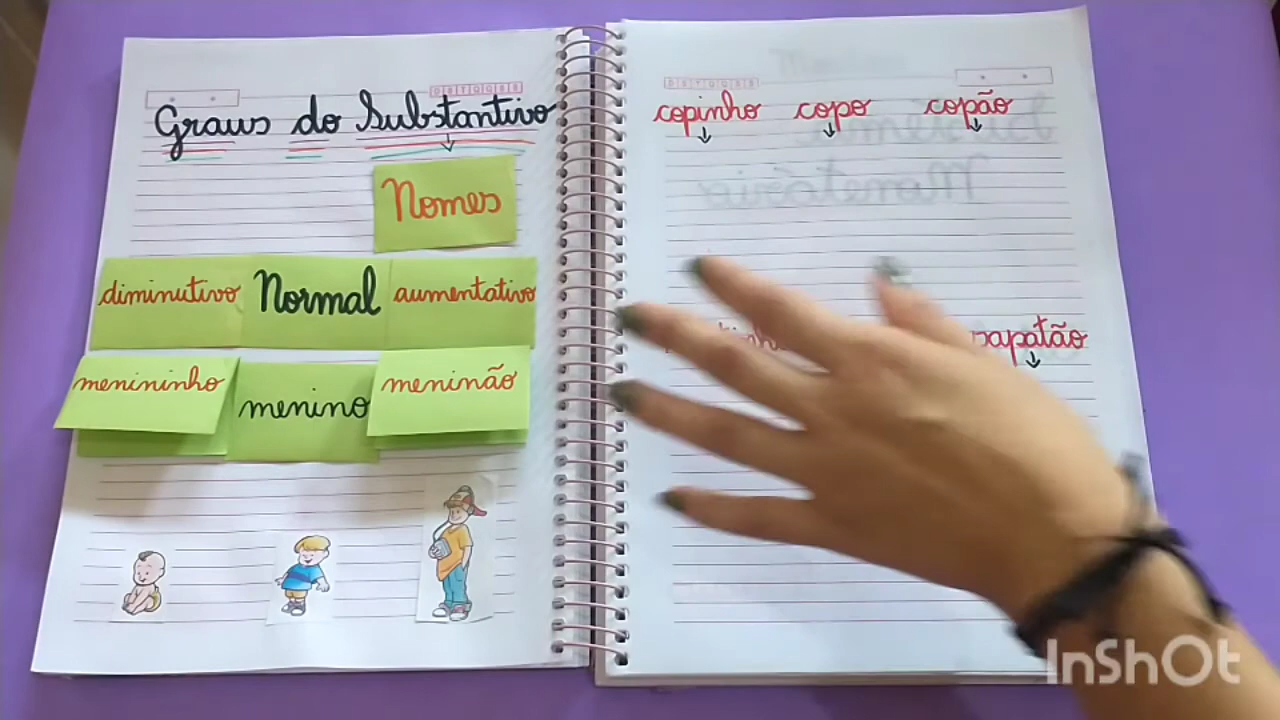 Graus do Substantivo
Nomes
diminutivo Normal aumentativo
menininho menino meninão
copinho copo copão
sapatão
InShOt